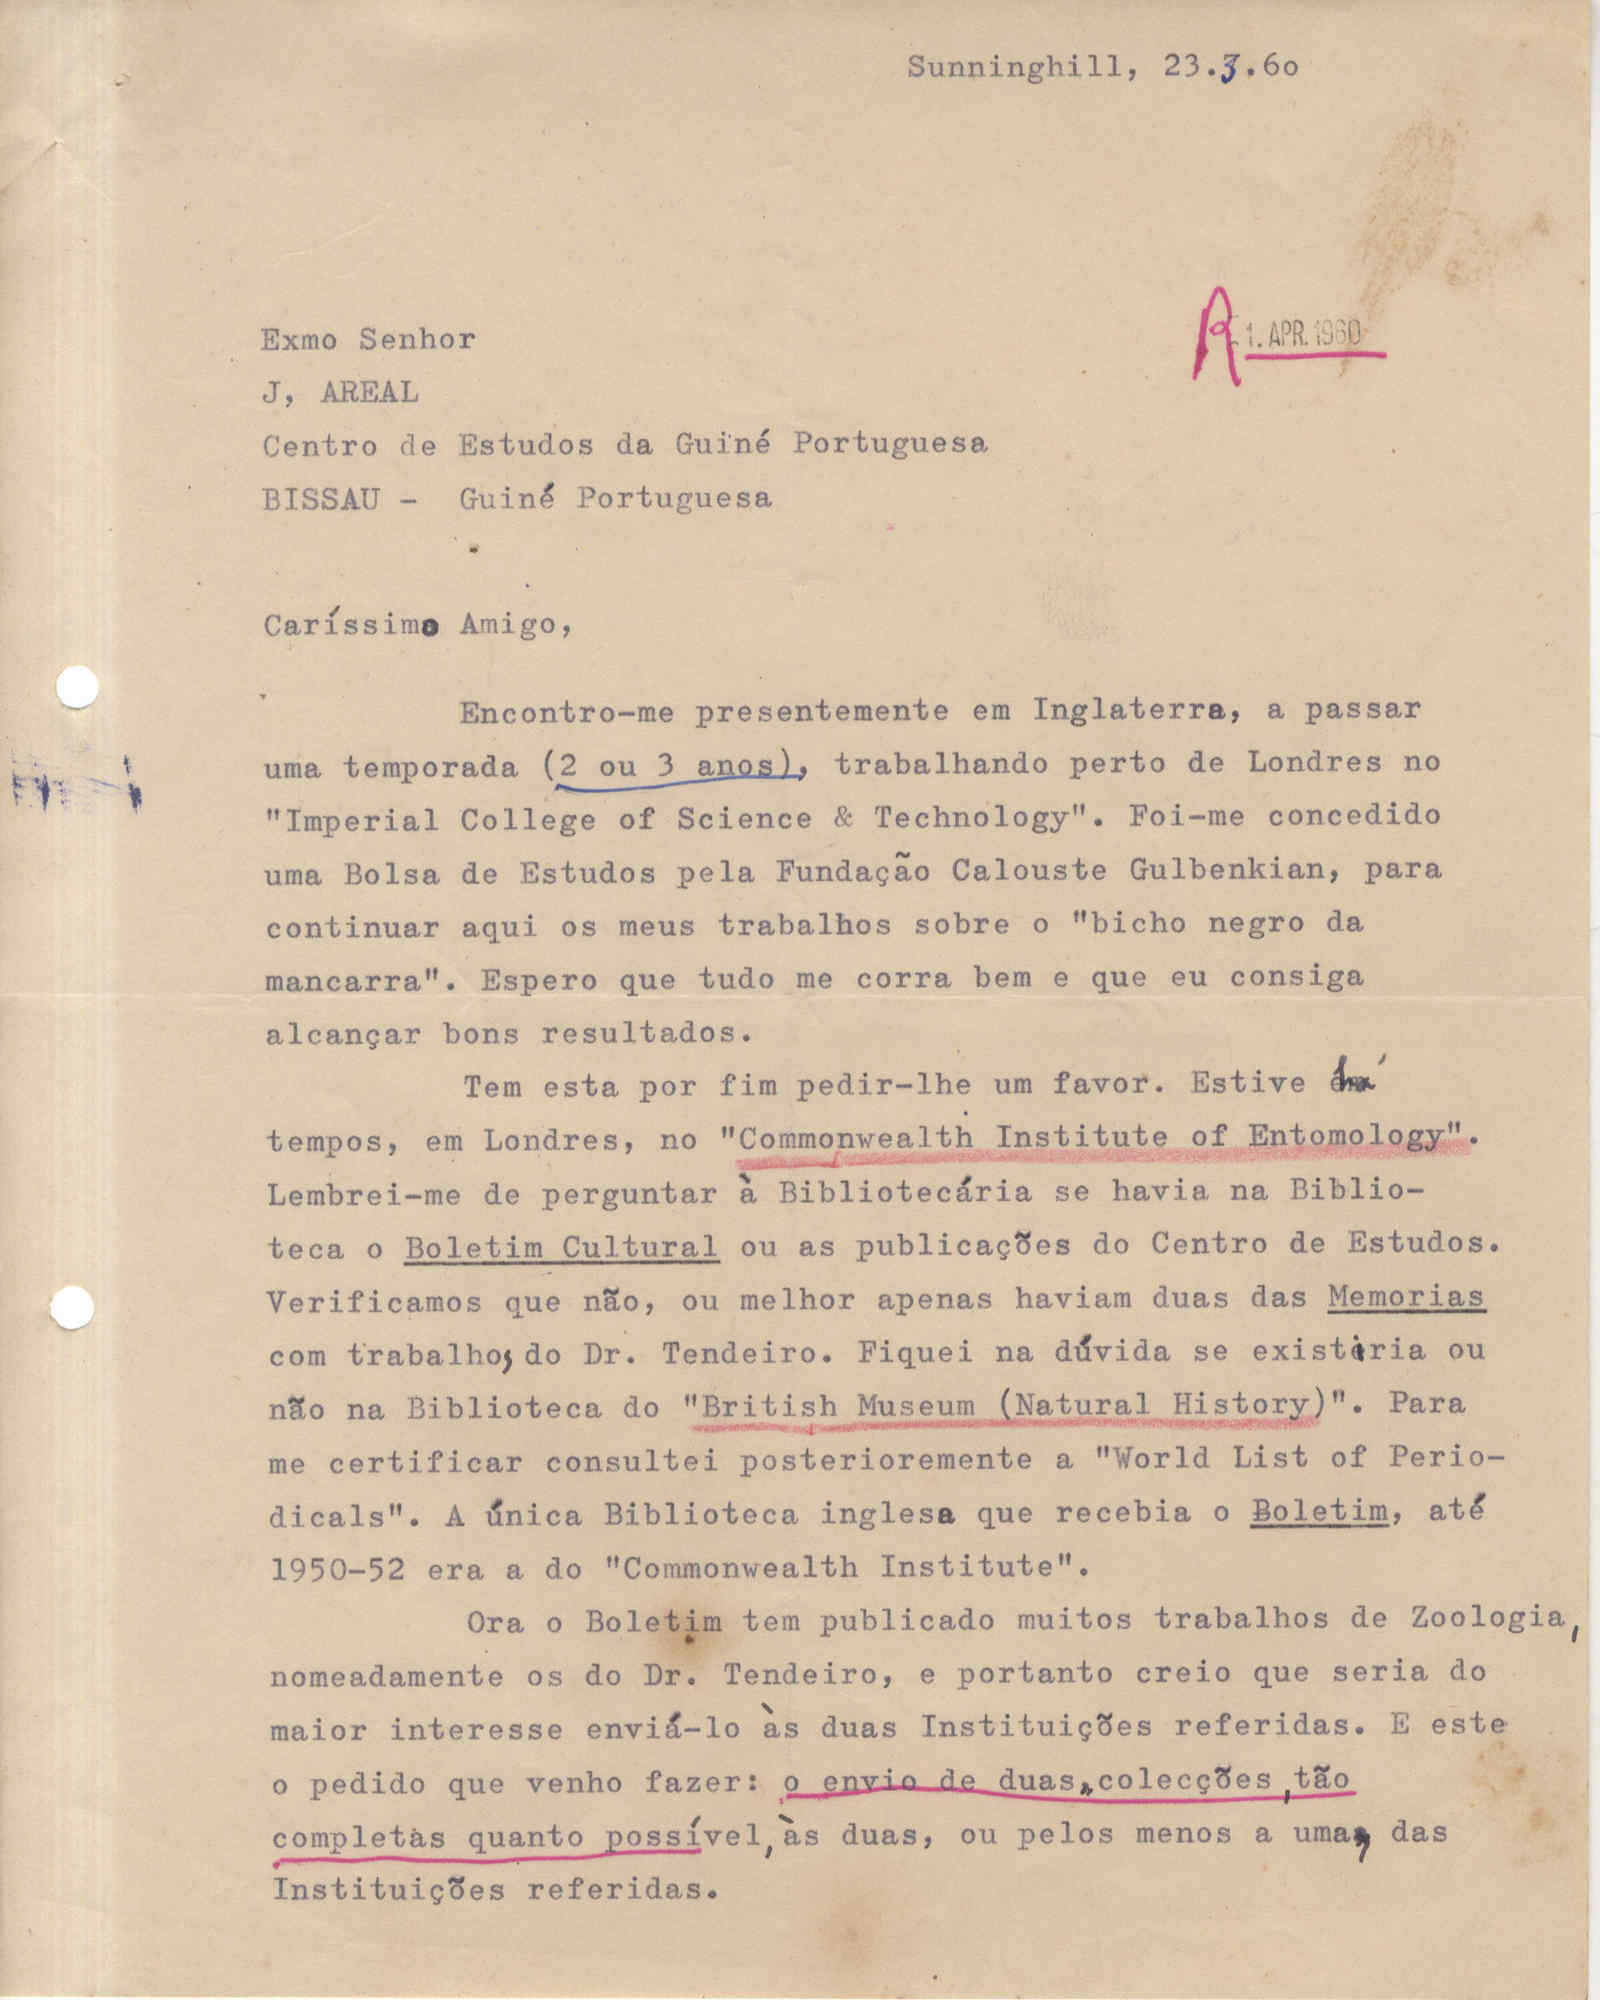 Sunninghill, 23.3.60
R 1. APR. 1960
Exmo Senhor
J, AREAL
Centro de Estudos da Guiné Portuguesa
BISSAU - Guiné Portuguesa
Caríssimo Amigo,
Encontro-me presentemente em Inglaterra, a passar
uma temporada (2 ou 3 anos), trabalhando perto de Londres no
"Imperial College of Science & Technology". Foi-me concedido
uma Bolsa de Estudos pela Fundação Calouste Gulbenkian, para
continuar aqui os meus trabalhos sobre o "bicho negro da
mancarra". Espero que tudo me corra bem e que eu consiga
alcançar bons resultados.
Tem esta por fim pedir-lhe um favor. Estive há
tempos, em Londres, no "Commonwealth Institute of Entomology".
Lembrei-me de perguntar à Bibliotecária se havia na Biblio-
teca o Boletim Cultural ou as publicações do Centro de Estudos.
Verificamos que não, ou melhor apenas haviam duas das Memorias
com trabalho, do Dr. Tendeiro. Fiquei na dúvida se existiria ou
não na Biblioteca do "British Museum (Natural History)". Para
me certificar consultei posterioremente a "World List of Perio-
dicals". A única Biblioteca inglesa que recebia o Boletim, até
1950-52 era a do "Commonwealth Institute".
Ora o Boletim tem publicado muitos trabalhos de Zoologia,
nomeadamente os do Dr. Tendeiro, e portanto creio que seria do
maior interesse enviá-lo às duas Instituições referidas. E este
o pedido que venho fazer: o envio de duas colecções, tão
completas quanto possível, às duas, ou pelos menos a uma, das
Instituições referidas.